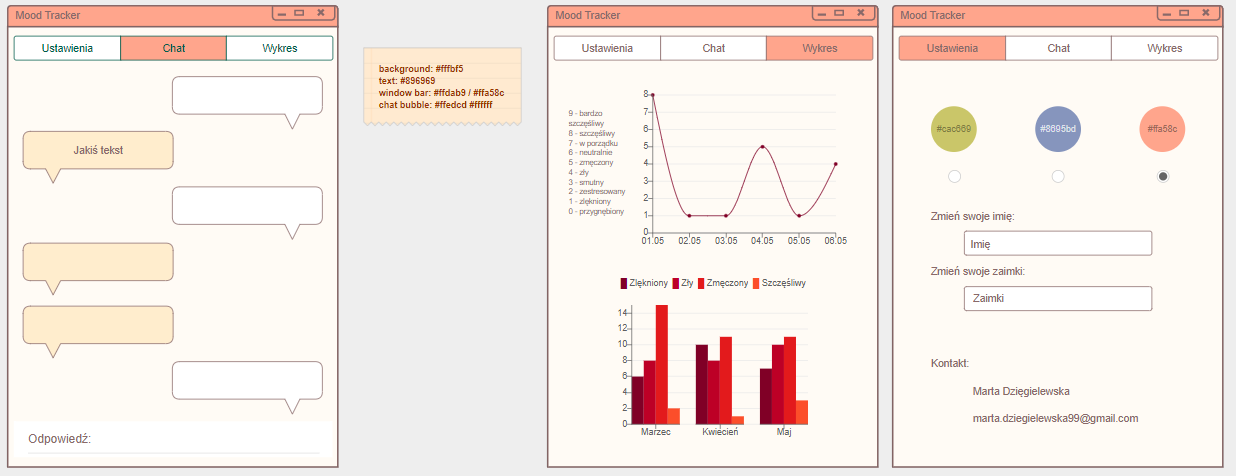 Mood Tracker
Ustawienia
Chat
Wykres
Jakiś tekst
Odpowiedź:
background: #fffbf5
text: #896969
window bar: #ffdab9 / #ffa58c
chat bubble: #ffedcd #ffffff
Mood Tracker
Ustawienia
Chat
Wykres
9 - bardzo
szczęśliwy
8 - szczęśliwy
7 - w porządku
6 - neutralnie
5 - zmęczony
4 - zły
3 - smutny
2 - zestresowany
1 - zlękniony
0 - przygnębiony
8
7
6
5
4
3
2
1
0
01.05
02.05
03.05
04.05
05.05
06.05
Zlękniony
Zły
Zmęczony
Szczęśliwy
14
12
10
8
6
4
2
0
Marzec
Kwiecień
Maj
Mood Tracker
Ustawienia
Chat
Wykres
#cac669
#8695bd
#ffa58c
Zmień swoje imię:
Imię
Zmień swoje zaimki:
Zaimki
Kontakt:
Marta Dzięgielewska
marta.dziegielewska99@gmail.com